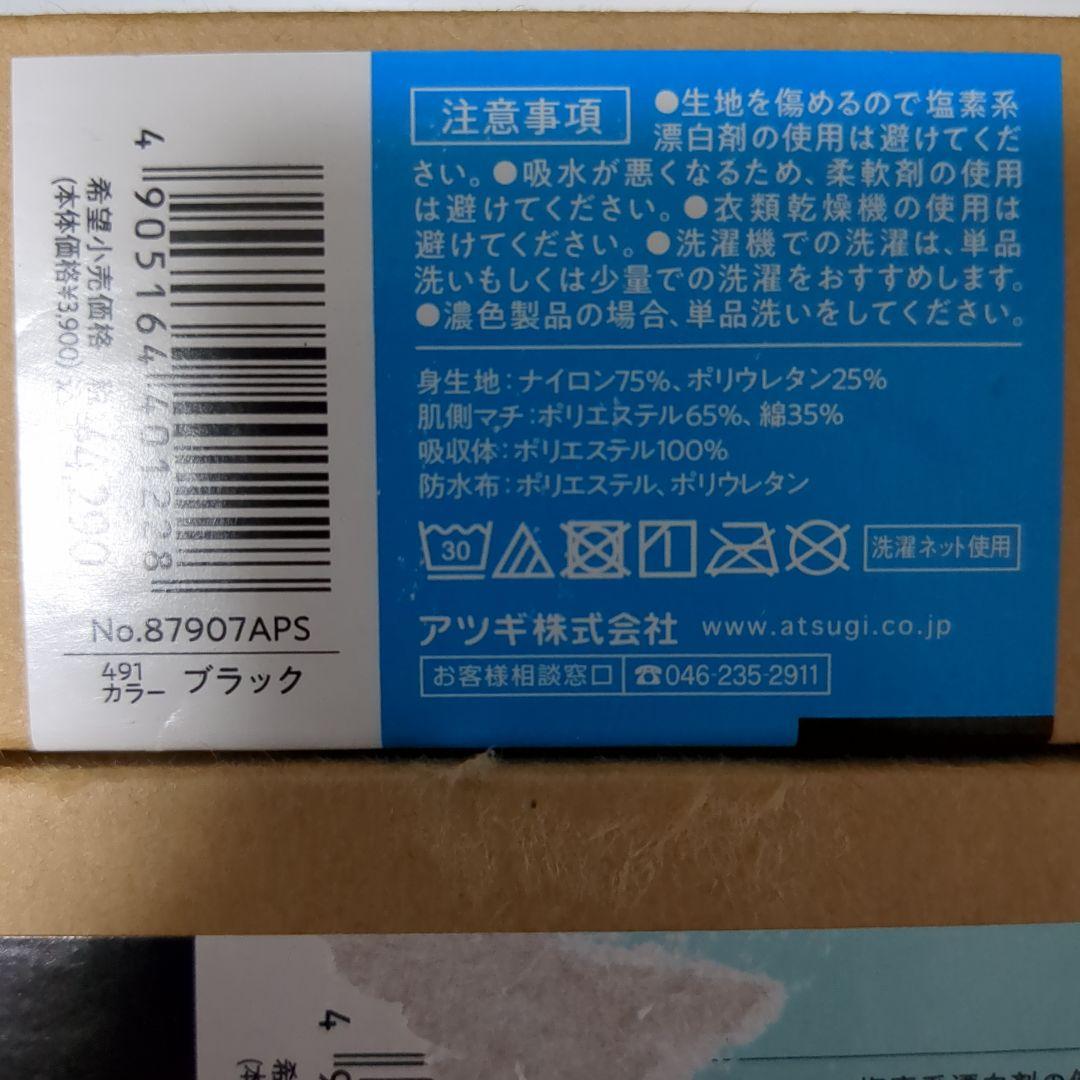 注意事項
●生地を傷めるので塩素系
漂白剤の使用は避けてくだ
さい。●吸水が悪くなるため、柔軟剤の使用
は避けてください。●衣類乾燥機の使用は
避けてください。●洗濯機での洗濯は、単品
洗いもしくは少量での洗濯をおすすめします。
●濃色製品の場合、単品洗いをしてください。
身生地：ナイロン75%、ポリウレタン25%
肌側マチ：ポリエステル65%、綿35%
吸収体：ポリエステル100%
防水布：ポリエステル、ポリウレタン
30
洗濯ネット使用
アツギ株式会社 www.atsugi.co.jp
お客様相談窓口 ☎046-235-2911
4 905164 401228
希望小売価格 ¥4,290
(本体価格¥3,900)
No.87907APS
491
カラー ブラック
4